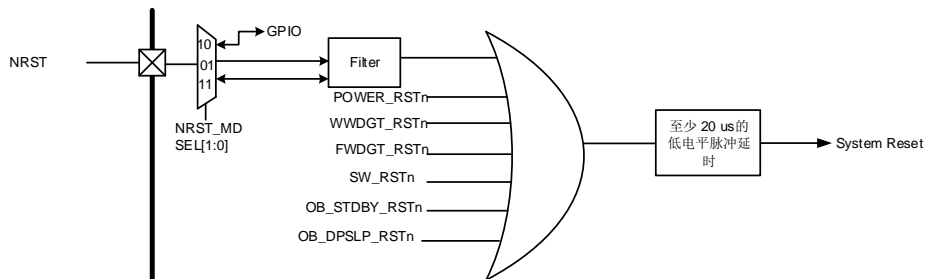 GPIO
10
NRST
01
Filter
11
POWER_RSTn
NRST_MD
SEL[1:0]
WWDGT_RSTn
FWDGT_RSTn
SW_RSTn
OB_STDBY_RSTn
OB_DPSLP_RSTn
至少 20 us的
低电平脉冲延
时
System Reset